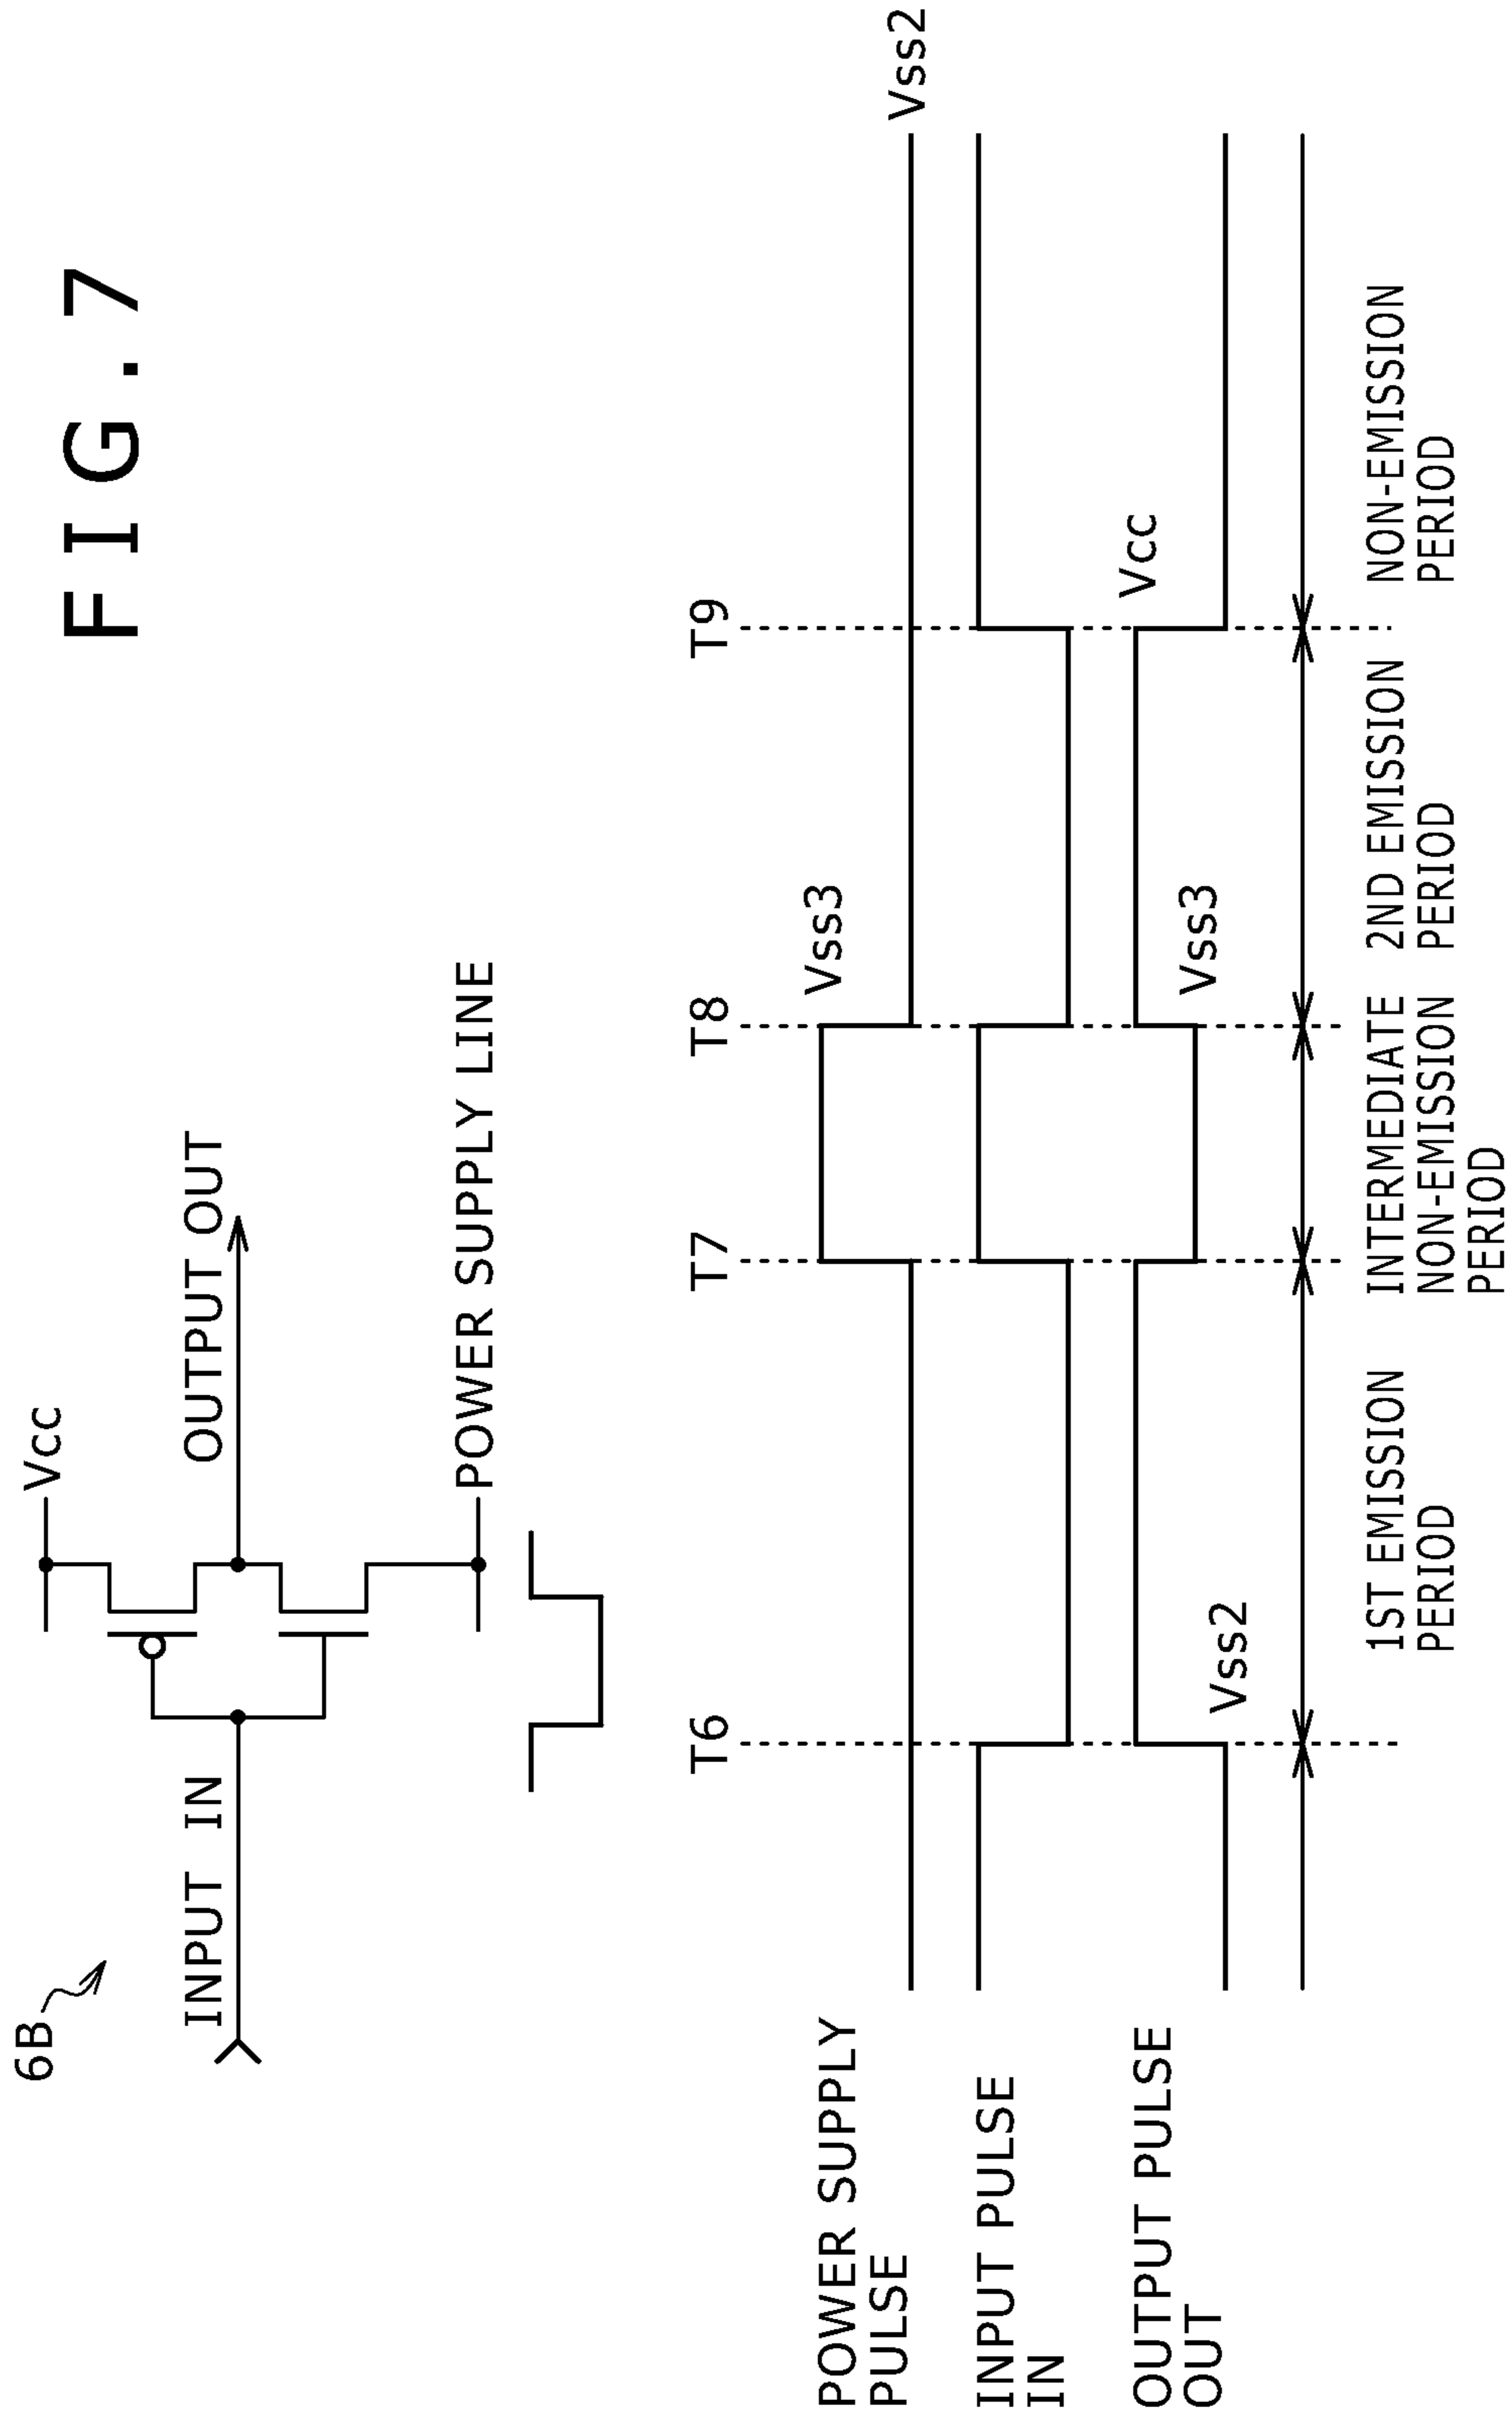 FIG.7
6B
Vcc
INPUT IN
OUTPUT OUT
POWER SUPPLY LINE
T6
T7
T8
T9
POWER SUPPLY
PULSE
Vss3
Vss2
INPUT PULSE
IN
OUTPUT PULSE
OUT
Vss2
Vss3
Vcc
1ST EMISSION
PERIOD
INTERMEDIATE
NON-EMISSION
PERIOD
2ND EMISSION
PERIOD
NON-EMISSION
PERIOD